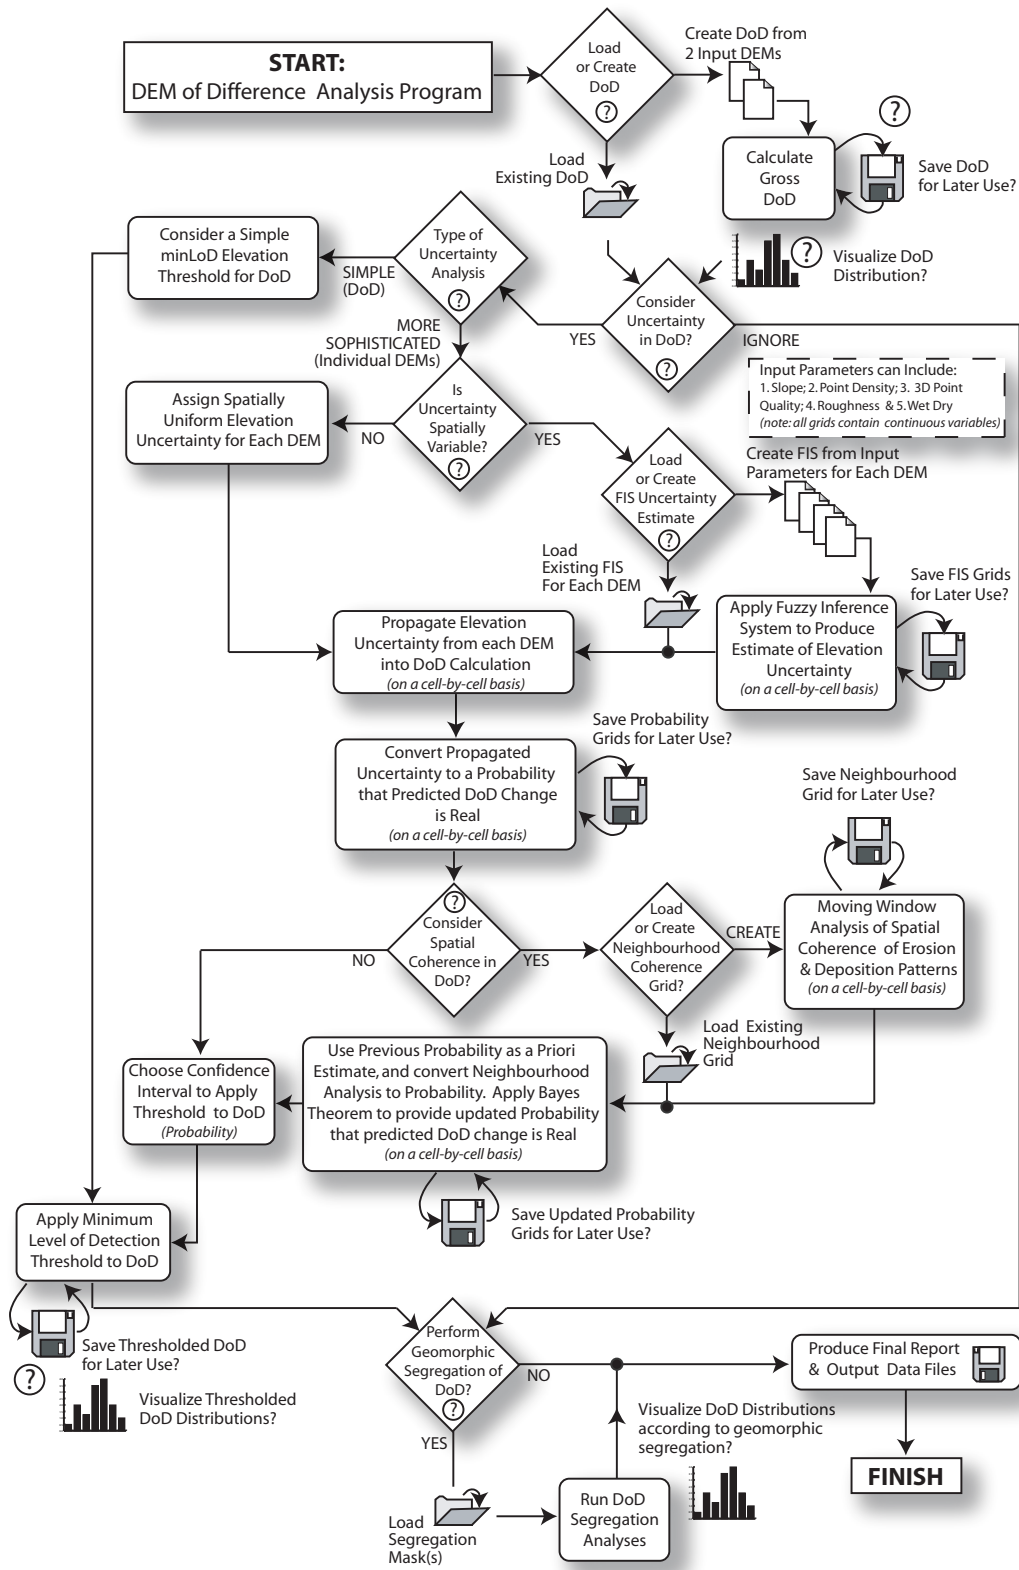 START:
DEM of Difference Analysis Program
Load
or Create
DoD
?
Create DoD from
2 Input DEMs
?
Load
Existing DoD
Calculate
Gross
DoD
Save DoD
for Later Use?
Consider a Simple
minLoD Elevation
Threshold for DoD
SIMPLE
(DoD)
Type of
Uncertainty
Analysis
?
?
Visualize DoD
Distribution?
Consider
Uncertainty
in DoD?
?
YES
IGNORE
MORE
SOPHISTICATED
(Individual DEMs)
Input Parameters can Include:
1. Slope; 2. Point Density; 3. 3D Point
Quality; 4. Roughness & 5. Wet Dry
(note: all grids contain continuous variables)
Assign Spatially
Uniform Elevation
Uncertainty for Each DEM
NO
Is
Uncertainty
Spatially
Variable?
?
YES
Load
or Create
FIS Uncertainty
Estimate
?
Create FIS from Input
Parameters for Each DEM
Load
Existing FIS
For Each DEM
Save FIS Grids
for Later Use?
Propagate Elevation
Uncertainty from each DEM
into DoD Calculation
(on a cell-by-cell basis)
Apply Fuzzy Inference
System to Produce
Estimate of Elevation
Uncertainty
(on a cell-by-cell basis)
Save Probability
Grids for Later Use?
Convert Propagated
Uncertainty to a Probability
that Predicted DoD Change
is Real
(on a cell-by-cell basis)
Save Neighbourhood
Grid for Later Use?
?
Consider
Spatial
Coherence in
DoD?
NO
YES
Load
or Create
Neighbourhood
Coherence
Grid?
CREATE
Moving Window
Analysis of Spatial
Coherence of Erosion
& Deposition Patterns
(on a cell-by-cell basis)
Load Existing
Neighbourhood
Grid
Choose Confidence
Interval to Apply
Threshold to DoD
(Probability)
Use Previous Probability as a Priori
Estimate, and convert Neighbourhood
Analysis to Probability. Apply Bayes
Theorem to provide updated Probability
that predicted DoD change is Real
(on a cell-by-cell basis)
Save Updated Probability
Grids for Later Use?
Apply Minimum
Level of Detection
Threshold to DoD
Save Thresholded DoD
for Later Use?
?
Visualize Thresholded
DoD Distributions?
Perform
Geomorphic
Segregation of
DoD?
?
NO
YES
Produce Final Report
& Output Data Files
Visualize DoD Distributions
according to geomorphic
segregation?
FINISH
Load
Segregation
Mask(s)
Run DoD
Segregation
Analyses